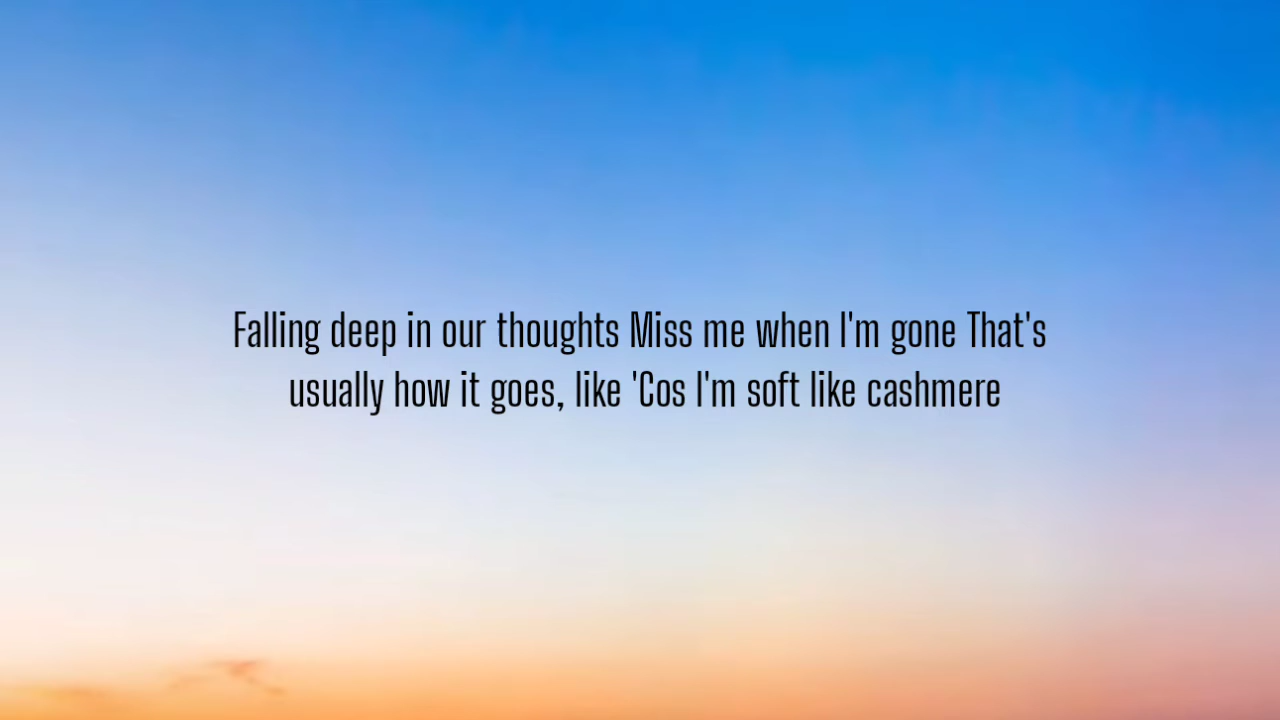 Falling deep in our thoughts Miss me when I'm gone That's
usually how it goes, like 'Cos I'm soft like cashmere